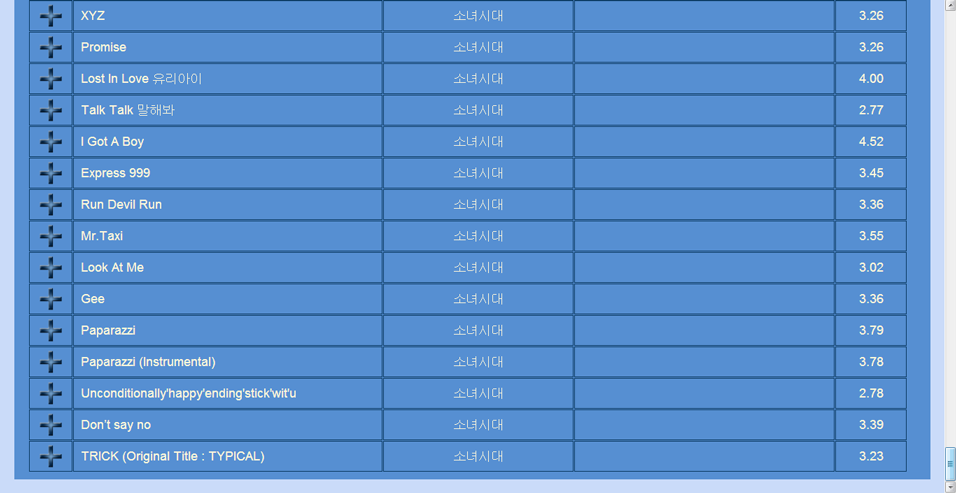 XYZ 소녀시대 3.26
Promise 소녀시대 3.26
Lost In Love 유리아이 소녀시대 4.00
Talk Talk 말해봐 소녀시대 2.77
I Got A Boy 소녀시대 4.52
Express 999 소녀시대 3.45
Run Devil Run 소녀시대 3.36
Mr.Taxi 소녀시대 3.55
Look At Me 소녀시대 3.02
Gee 소녀시대 3.36
Paparazzi 소녀시대 3.79
Paparazzi (Instrumental) 소녀시대 3.78
Unconditionally'happy'ending'stick'wit'u 소녀시대 2.78
Don't say no 소녀시대 3.39
TRICK (Original Title : TYPICAL) 소녀시대 3.23